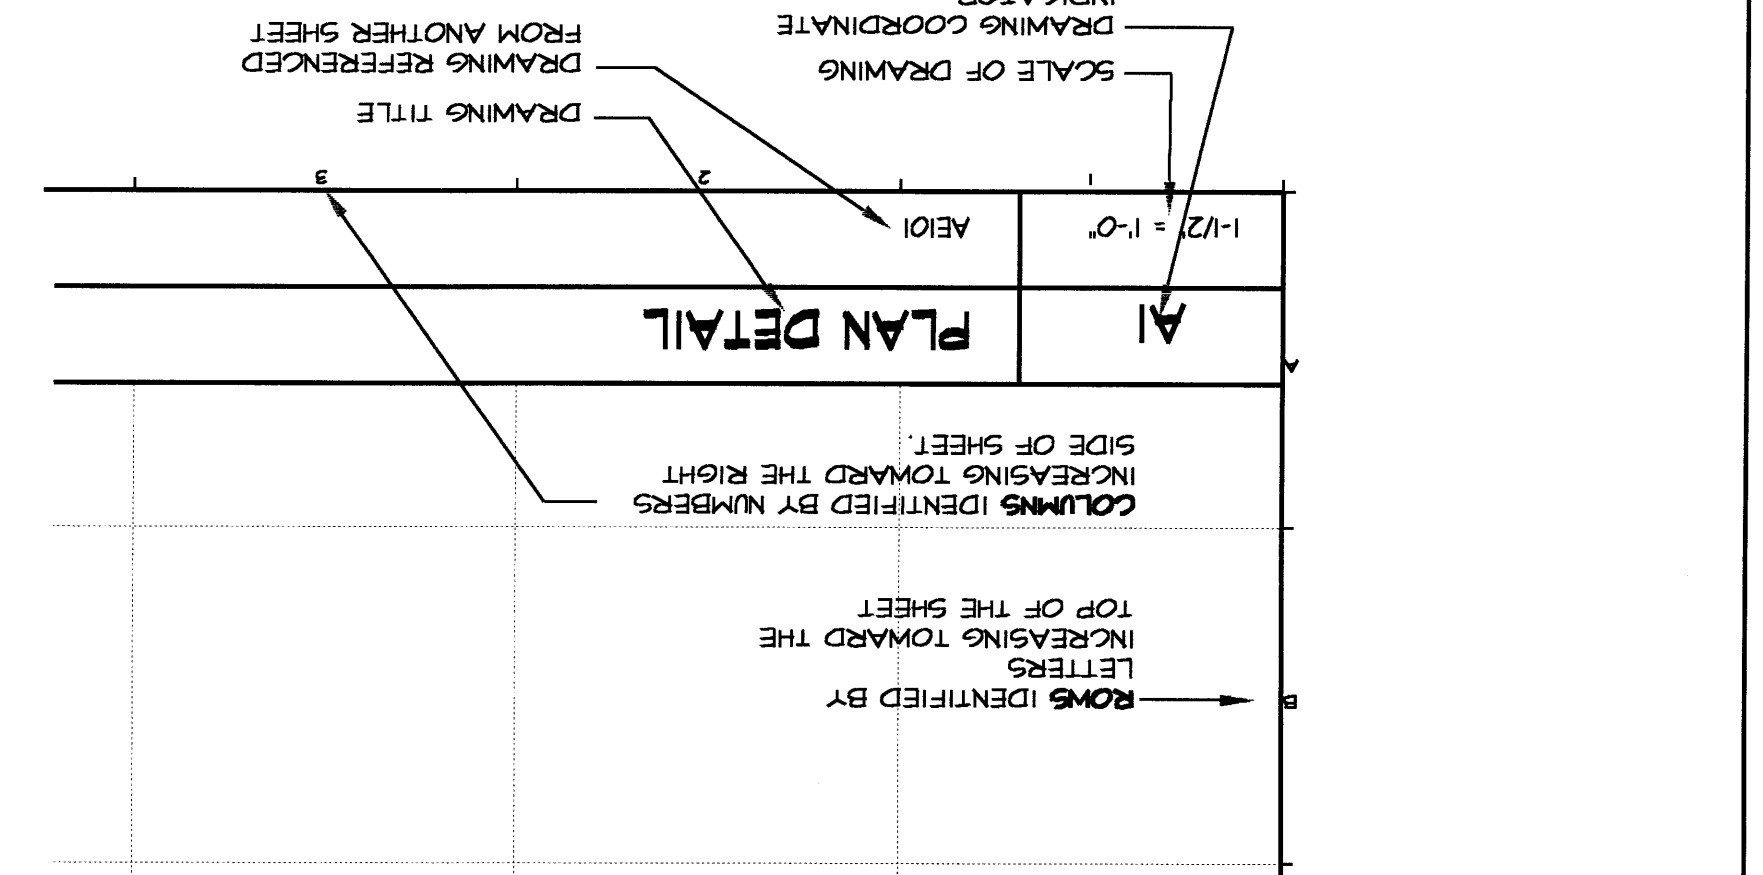 B
ROWS IDENTIFIED BY
LETTERS
INCREASING TOWARD THE
TOP OF THE SHEET
COLUMNS IDENTIFIED BY NUMBERS
INCREASING TOWARD THE RIGHT
SIDE OF SHEET.
A
A1
PLAN DETAIL
1-1/2" = 1'-0"
AE101
1
2
3
DRAWING TITLE
SCALE OF DRAWING
DRAWING REFERENCED
FROM ANOTHER SHEET
DRAWING COORDINATE
INDICATOR